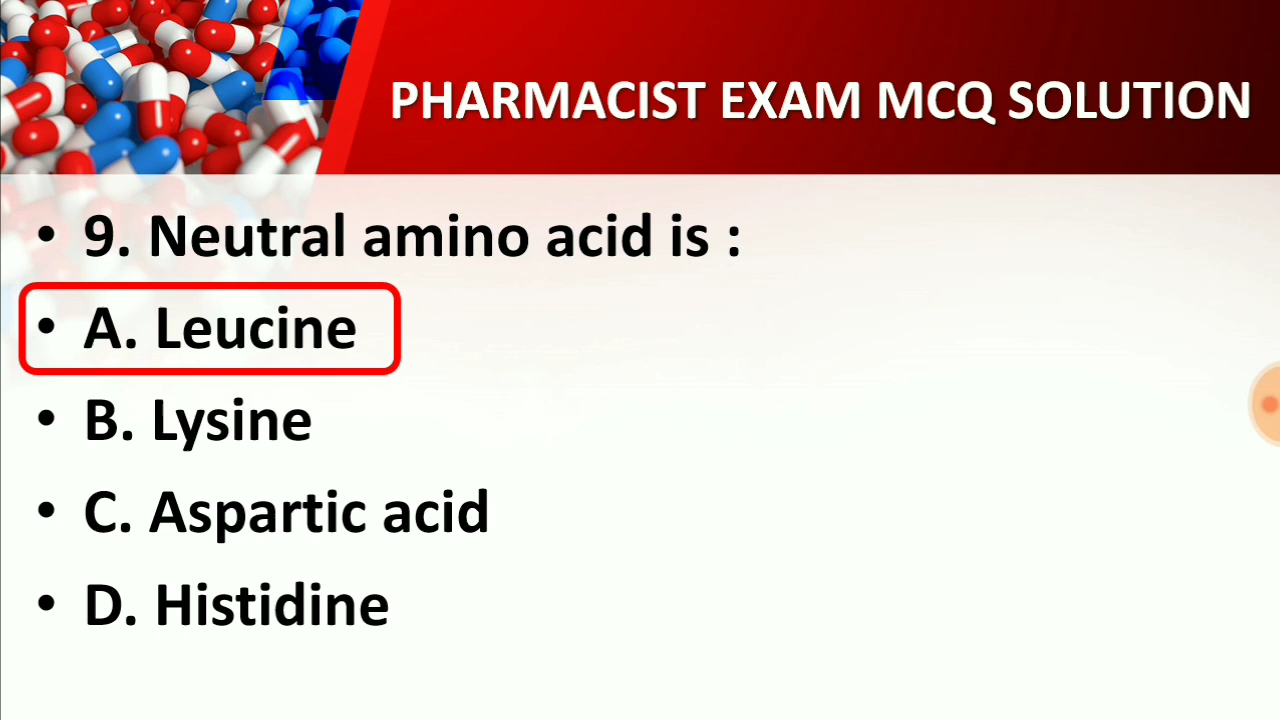 PHARMACIST EXAM MCQ SOLUTION
• 9. Neutral amino acid is :
• A. Leucine
• B. Lysine
• C. Aspartic acid
• D. Histidine